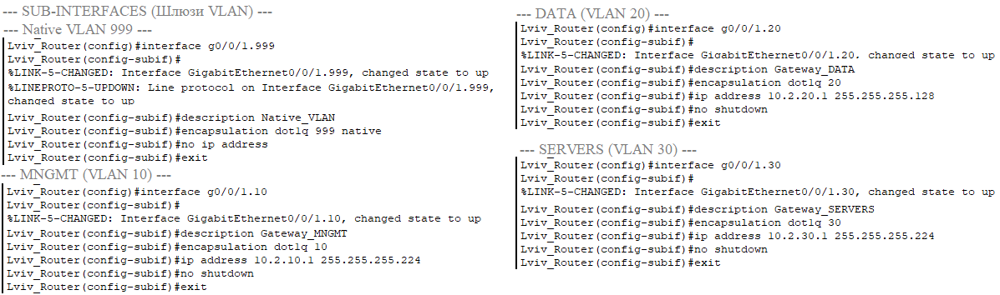 --- SUB-INTERFACES (Шлюзи VLAN) ---
--- Native VLAN 999 ---
Lviv_Router(config)#interface g0/0/1.999
Lviv_Router(config-subif)#
%LINK-5-CHANGED: Interface GigabitEthernet0/0/1.999, changed state to up
%LINEPROTO-5-UPDOWN: Line protocol on Interface GigabitEthernet0/0/1.999,
changed state to up
Lviv_Router(config-subif)#description Native_VLAN
Lviv_Router(config-subif)#encapsulation dot1q 999 native
Lviv_Router(config-subif)#no ip address
Lviv_Router(config-subif)#exit
--- MNGMT (VLAN 10) ---
Lviv_Router(config)#interface g0/0/1.10
Lviv_Router(config-subif)#
%LINK-5-CHANGED: Interface GigabitEthernet0/0/1.10, changed state to up
Lviv_Router(config-subif)#description Gateway_MNGMT
Lviv_Router(config-subif)#encapsulation dot1q 10
Lviv_Router(config-subif)#ip address 10.2.10.1 255.255.255.224
Lviv_Router(config-subif)#no shutdown
Lviv_Router(config-subif)#exit
--- DATA (VLAN 20) ---
Lviv_Router(config)#interface g0/0/1.20
Lviv_Router(config-subif)#
%LINK-5-CHANGED: Interface GigabitEthernet0/0/1.20, changed state to up
Lviv_Router(config-subif)#description Gateway_DATA
Lviv_Router(config-subif)#encapsulation dot1q 20
Lviv_Router(config-subif)#ip address 10.2.20.1 255.255.255.128
Lviv_Router(config-subif)#no shutdown
Lviv_Router(config-subif)#exit
--- SERVERS (VLAN 30) ---
Lviv_Router(config)#interface g0/0/1.30
Lviv_Router(config-subif)#
%LINK-5-CHANGED: Interface GigabitEthernet0/0/1.30, changed state to up
Lviv_Router(config-subif)#description Gateway_SERVERS
Lviv_Router(config-subif)#encapsulation dot1q 30
Lviv_Router(config-subif)#ip address 10.2.30.1 255.255.255.224
Lviv_Router(config-subif)#no shutdown
Lviv_Router(config-subif)#exit